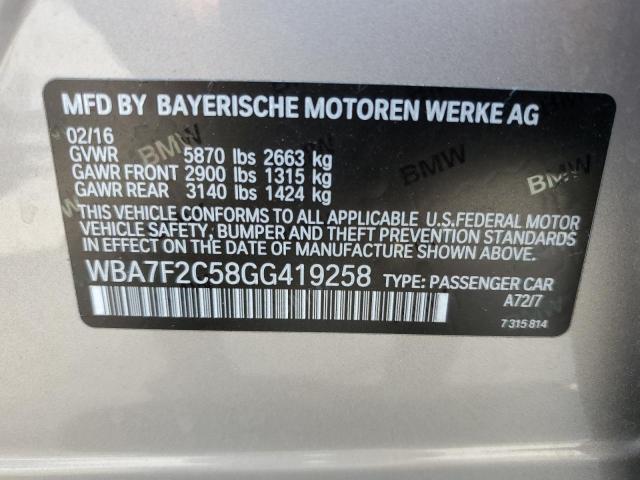 MFD BY BAYERISCHE MOTOREN WERKE AG
02/16
GVWR 5870 lbs 2663 kg
GAWR FRONT 2900 lbs 1315 kg
GAWR REAR 3140 lbs 1424 kg
THIS VEHICLE CONFORMS TO ALL APPLICABLE U.S.FEDERAL MOTOR
VEHICLE SAFETY, BUMPER AND THEFT PREVENTION STANDARDS
IN EFFECT ON THE DATE OF MANUFACTURE SHOWN ABOVE.
WBA7F2C58GG419258 TYPE: PASSENGER CAR
A72/7
7 315 814
BMW
BMW
BMW